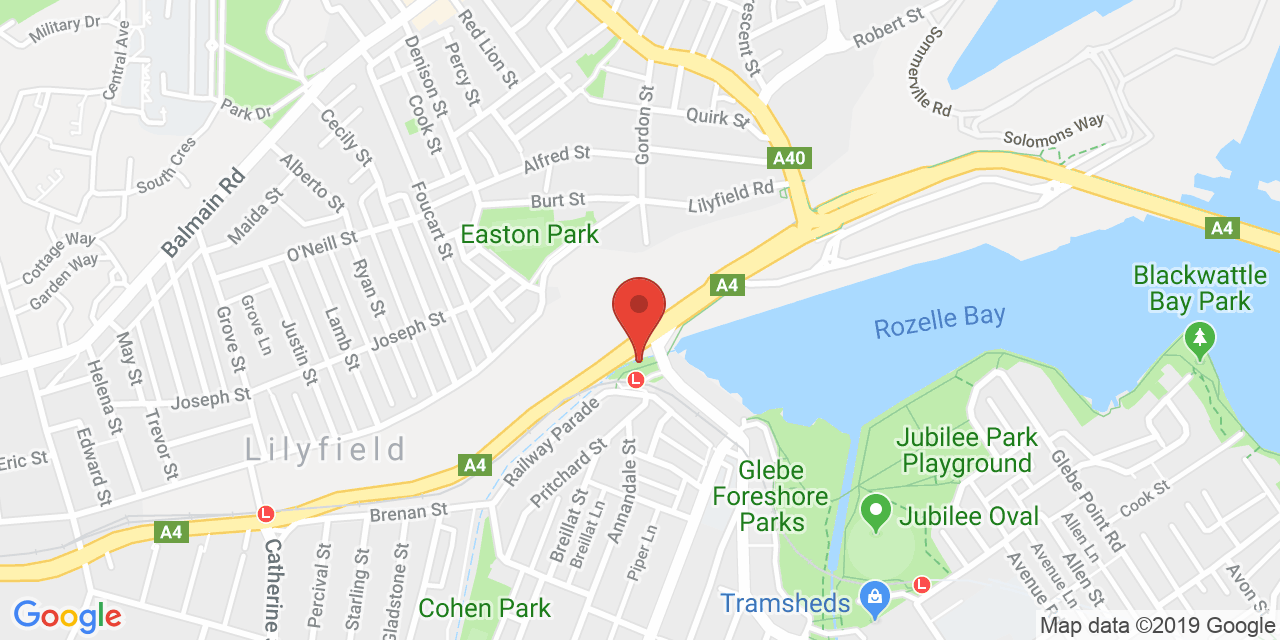 Military Dr
Central Ave
Red Lion St
Denison St
Percy St
Cook St
Park Dr
Cecily St
South Cres
Alberto St
Balmain Rd
Maida St
Foucart St
O'Neill St
Cottage Way
Garden Way
Ryan St
Grove St
Grove Ln
Justin St
Lamb St
Joseph St
Joseph St
May St
Helena St
Trevor St
Edward St
Eric St
Lilyfield
Robert St
Sommerville Rd
Solomons Way
Gordon St
Quirk St
Alfred St
A40
Burt St
Lilyfield Rd
Easton Park
A4
A4
Rozelle Bay
Blackwattle
Bay Park
L
Railway Parade
A4
Pritchard St
Annandale St
Breillat St
Breillat Ln
Piper Ln
Brenan St
L
A4
Catherine
Percival St
Starling St
Gladstone St
Cohen Park
Glebe
Foreshore
Parks
Jubilee Park
Playground
Jubilee Oval
Glebe Point Rd
Cook St
Allen Ln
Allen St
Avenue Ln
Avon S
L
Tramsheds
Google
Map data ©2019 Google